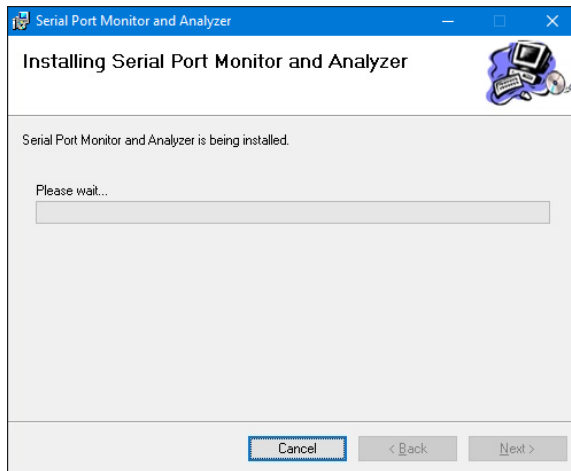 Serial Port Monitor and Analyzer
Installing Serial Port Monitor and Analyzer
Serial Port Monitor and Analyzer is being installed.
Please wait...
Cancel
< Back
Next >